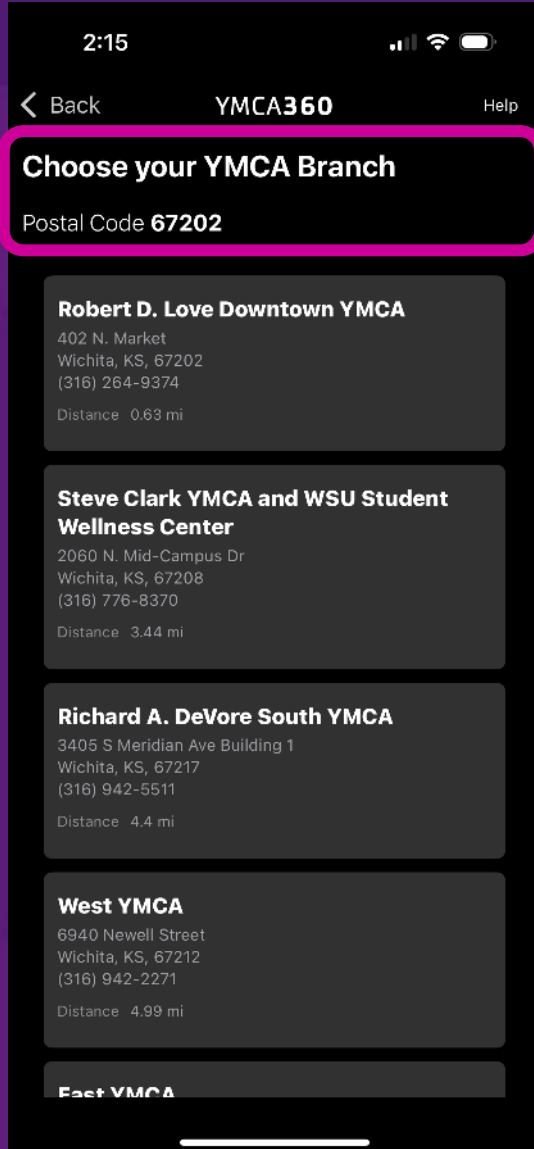 2:15
Back YMCA360 Help
Choose your YMCA Branch
Postal Code 67202
Robert D. Love Downtown YMCA
402 N. Market
Wichita, KS, 67202
(316) 264-9374
Distance 0.63 mi
Steve Clark YMCA and WSU Student
Wellness Center
2060 N. Mid-Campus Dr
Wichita, KS, 67208
(316) 776-8370
Distance 3.44 mi
Richard A. DeVore South YMCA
3405 S Meridian Ave Building 1
Wichita, KS, 67217
(316) 942-5511
Distance 4.4 mi
West YMCA
6940 Newell Street
Wichita, KS, 67212
(316) 942-2271
Distance 4.99 mi
East YMCA